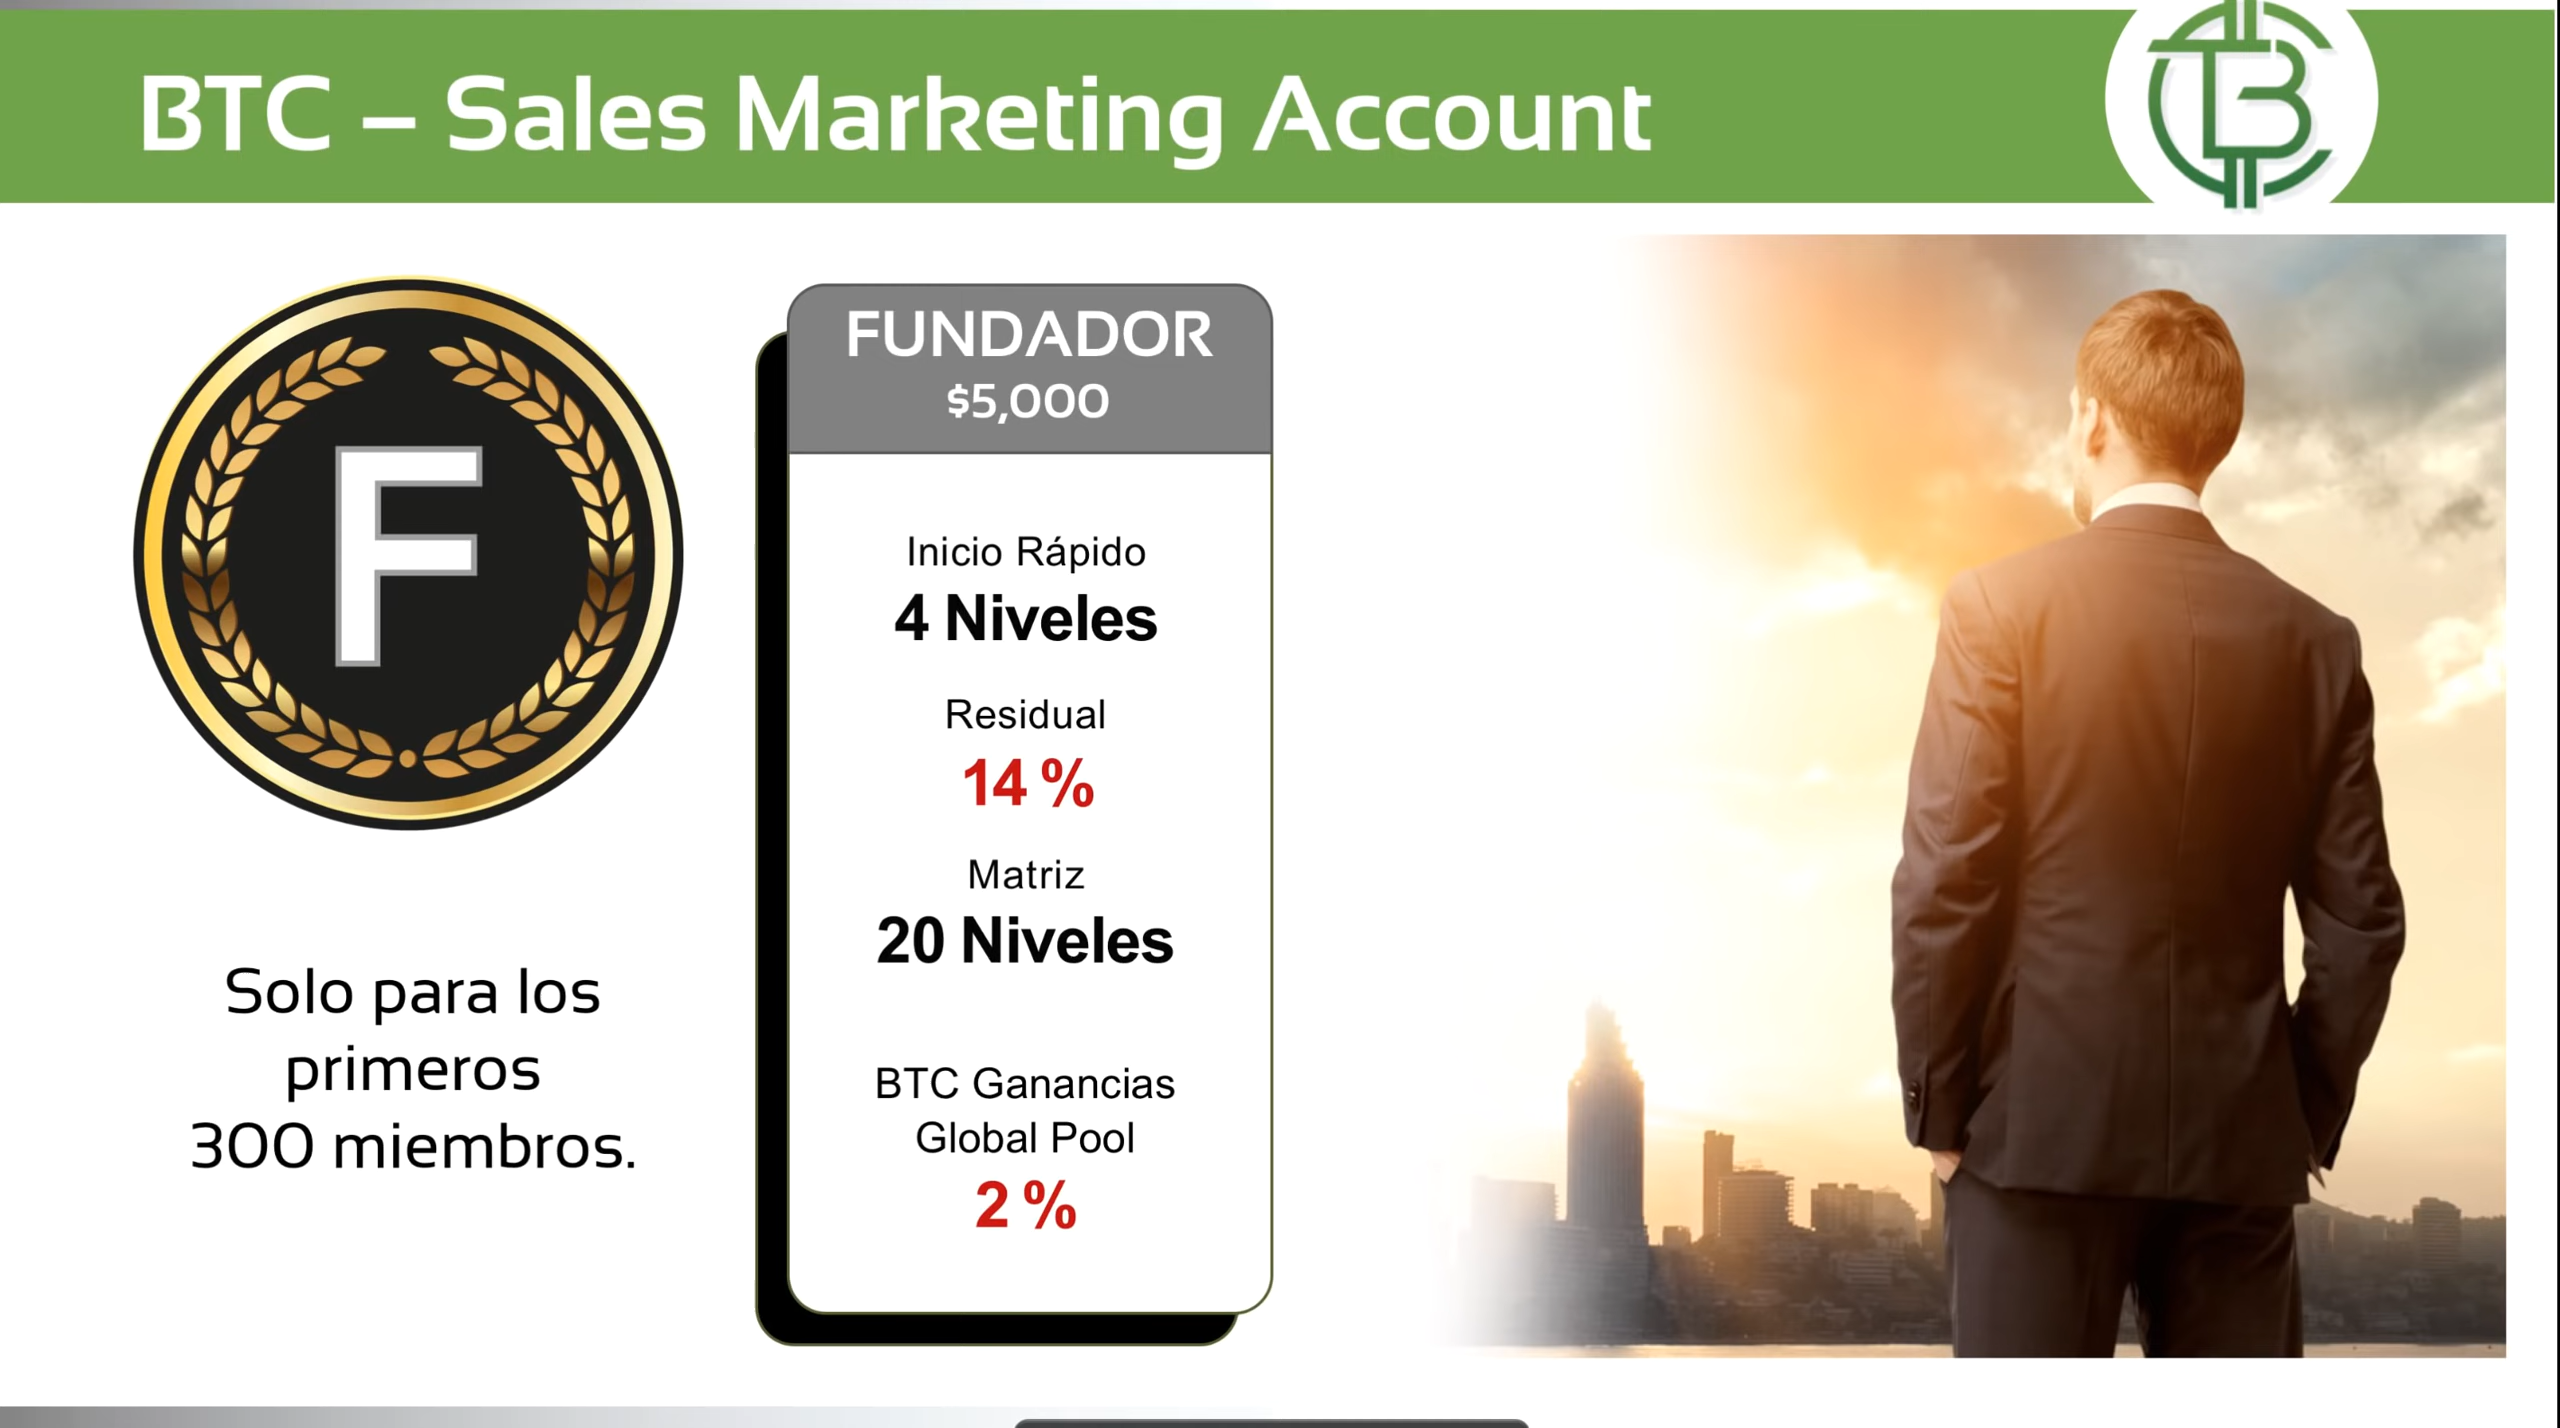 BTC – Sales Marketing Account
TBC
F
Solo para los
primeros
300 miembros.
FUNDADOR
$5,000
Inicio Rápido
4 Niveles
Residual
14 %
Matriz
20 Niveles
BTC Ganancias
Global Pool
2 %